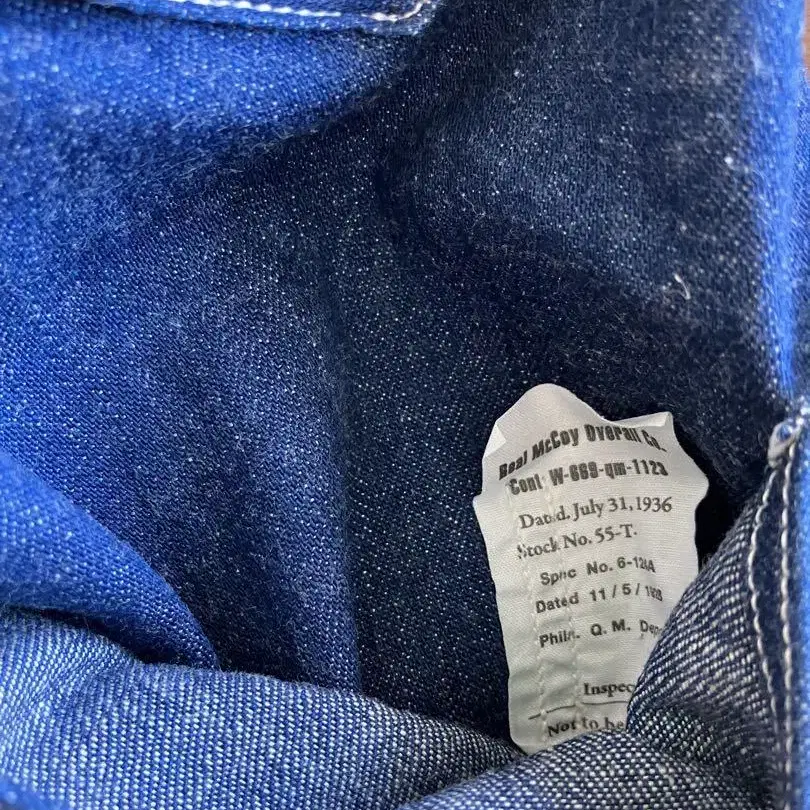 Real McCoy Overall Co.
Cont W-669-qm-1123
Dated. July 31, 1936
Stock No. 55-T.
Spec No. 6-124A
Dated 11 / 5 /
Phila. Q. M. Dep
Inspec
Not to be